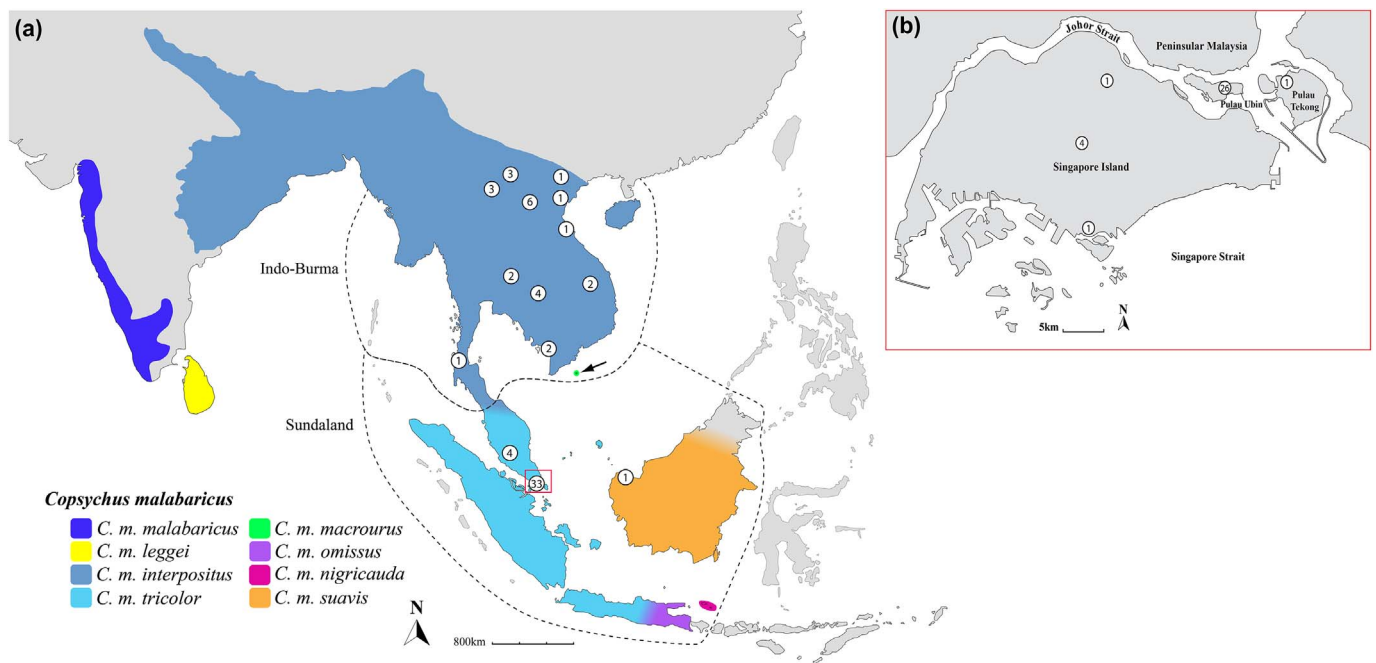 (a)
3
1
3
6
1
1
Indo-Burma
2
2
4
2
1
Sundaland
4
1
33
Copsychus malabaricus
C. m. malabaricus
C. m. leggei
C. m. interpositus
C. m. tricolor
C. m. macrourus
C. m. omissus
C. m. nigricauda
C. m. suavis
N
800km
(b)
Johor Strait
Peninsular Malaysia
1
26
1
Pulau Ubin
Pulau
Tekong
4
Singapore Island
1
Singapore Strait
N
5km